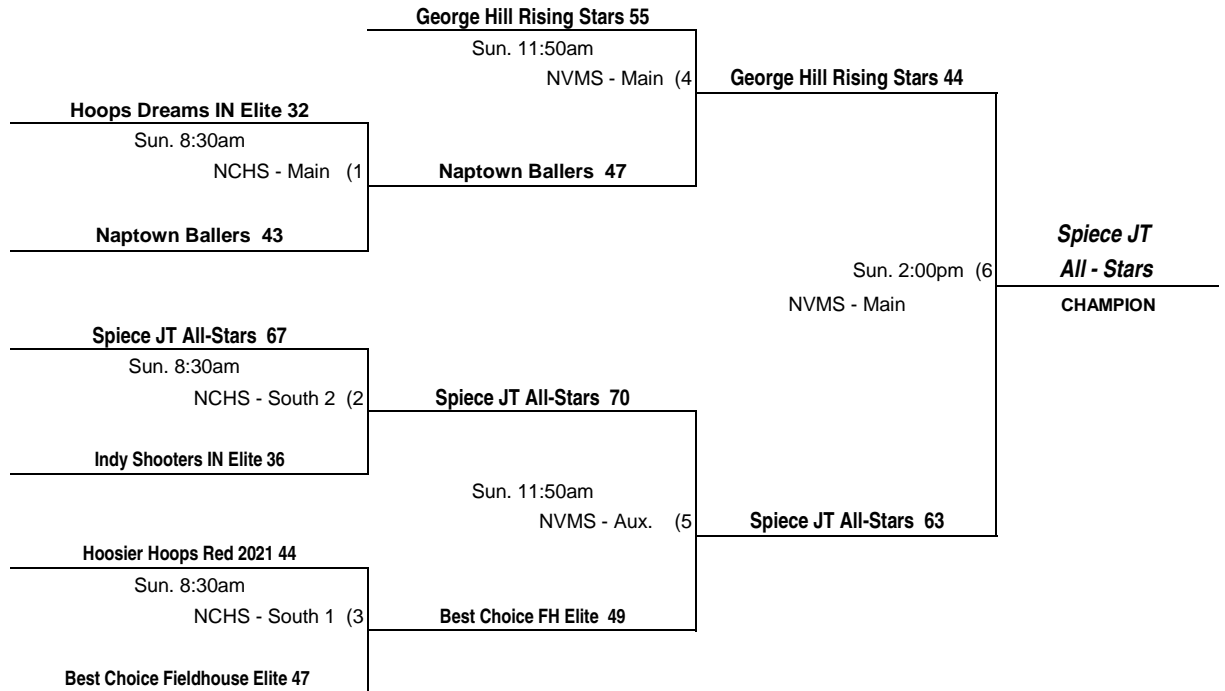 George Hill Rising Stars 55
Sun. 11:50am
NVMS - Main (4
George Hill Rising Stars 44
Hoops Dreams IN Elite 32
Sun. 8:30am
NCHS - Main (1
Naptown Ballers 47
Naptown Ballers 43
Spiece JT
All - Stars
CHAMPION
Sun. 2:00pm (6
NVMS - Main
Spiece JT All-Stars 67
Sun. 8:30am
NCHS - South 2 (2
Spiece JT All-Stars 70
Indy Shooters IN Elite 36
Sun. 11:50am
NVMS - Aux. (5
Spiece JT All-Stars 63
Hoosier Hoops Red 2021 44
Sun. 8:30am
NCHS - South 1 (3
Best Choice FH Elite 49
Best Choice Fieldhouse Elite 47